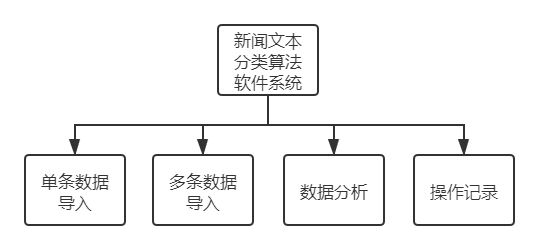 新闻文本
分类算法
软件系统
单条数据
导入
多条数据
导入
数据分析
操作记录